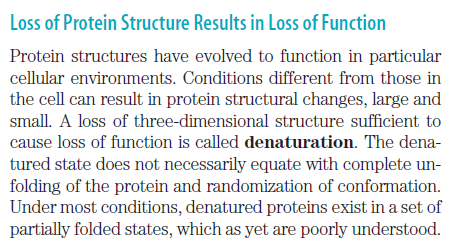 Loss of Protein Structure Results in Loss of Function
Protein structures have evolved to function in particular
cellular environments. Conditions different from those in
the cell can result in protein structural changes, large and
small. A loss of three-dimensional structure sufficient to
cause loss of function is called denaturation. The dena-
tured state does not necessarily equate with complete un-
folding of the protein and randomization of conformation.
Under most conditions, denatured proteins exist in a set of
partially folded states, which as yet are poorly understood.